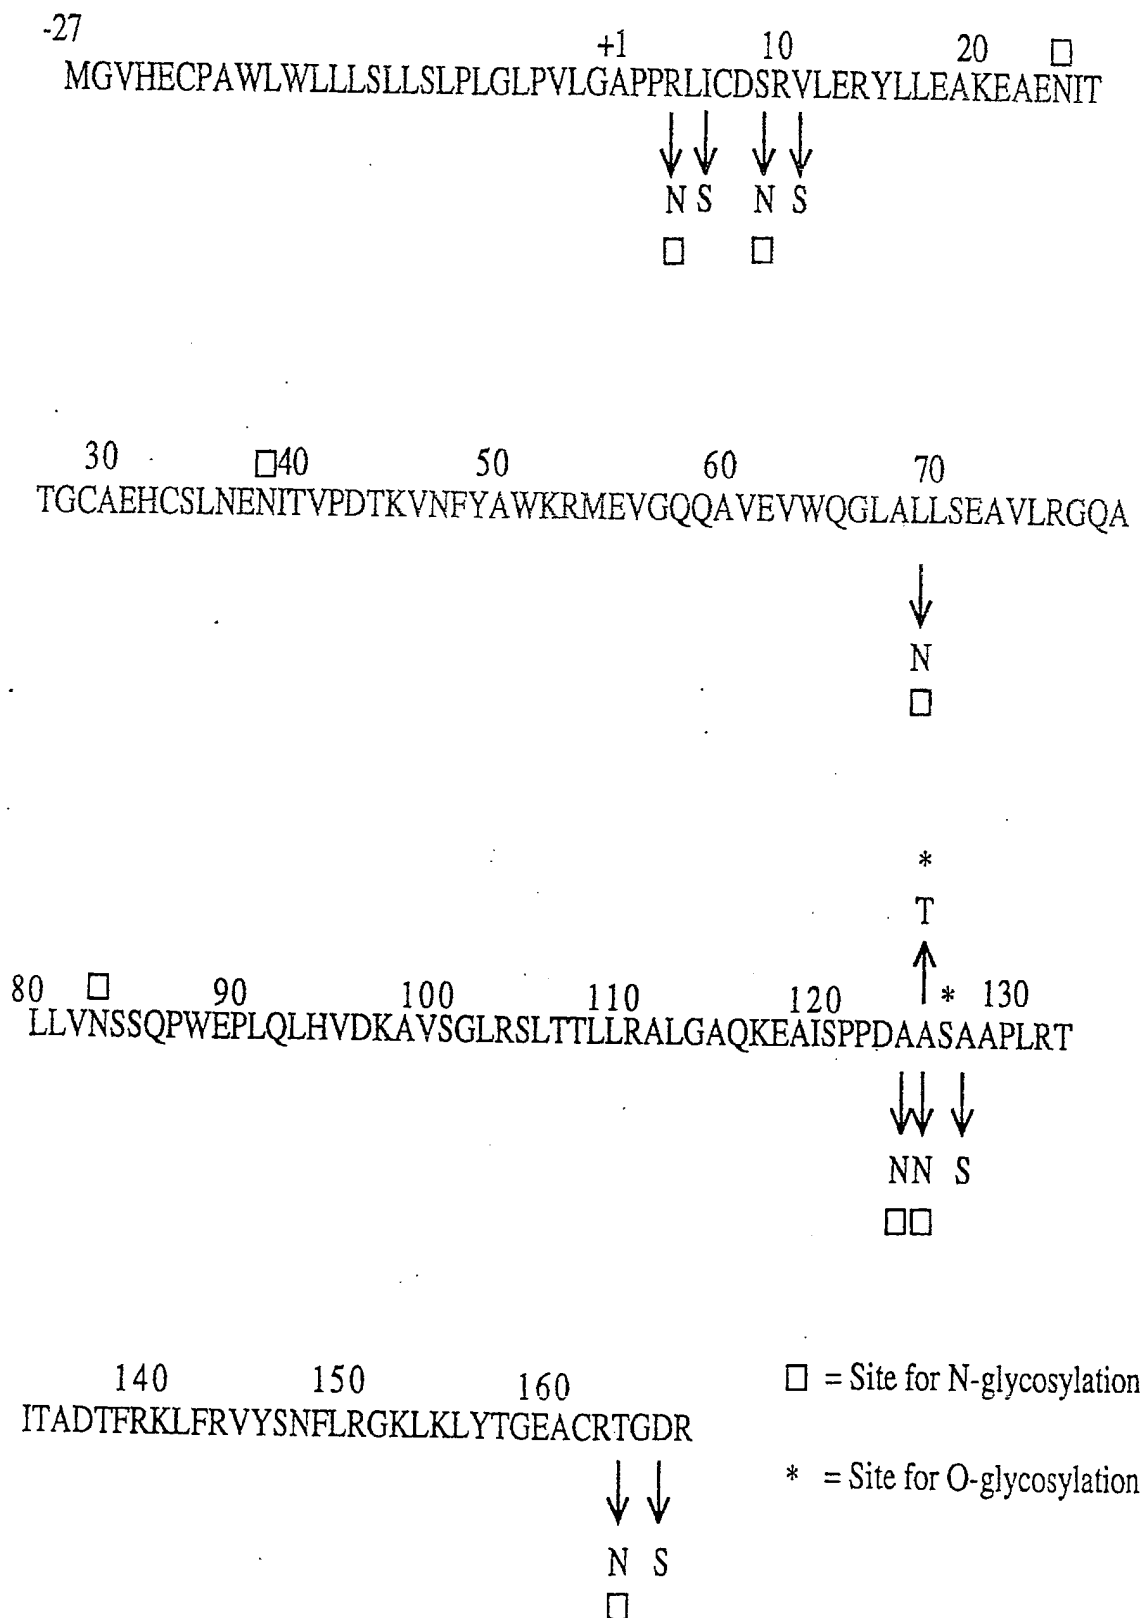 -27 +1 10 20 □
MGVHECPAWLWLLLSLLSLPLGLPVLGAPPRLICDSRVLERYLLEAKEAENIT
N S N S
□ □
30 □40 50 60 70
TGCAEHCSLNENITVPDTKVNFYAWKRMEVGQQAVEVWQGLALLSEAVLRGQA
N
□
*
T
80 □ 90 100 110 120 * 130
LLVNSSQPWEPLQLHVDKAVSGLRSLTTLLRALGAQKEAISPPDAASAAPLRT
NN S
□□
140 150 160
ITADTFRKLFRVYSNFLRGKLKLYTGEACRTGDR
N S
□
□ = Site for N-glycosylation
* = Site for O-glycosylation